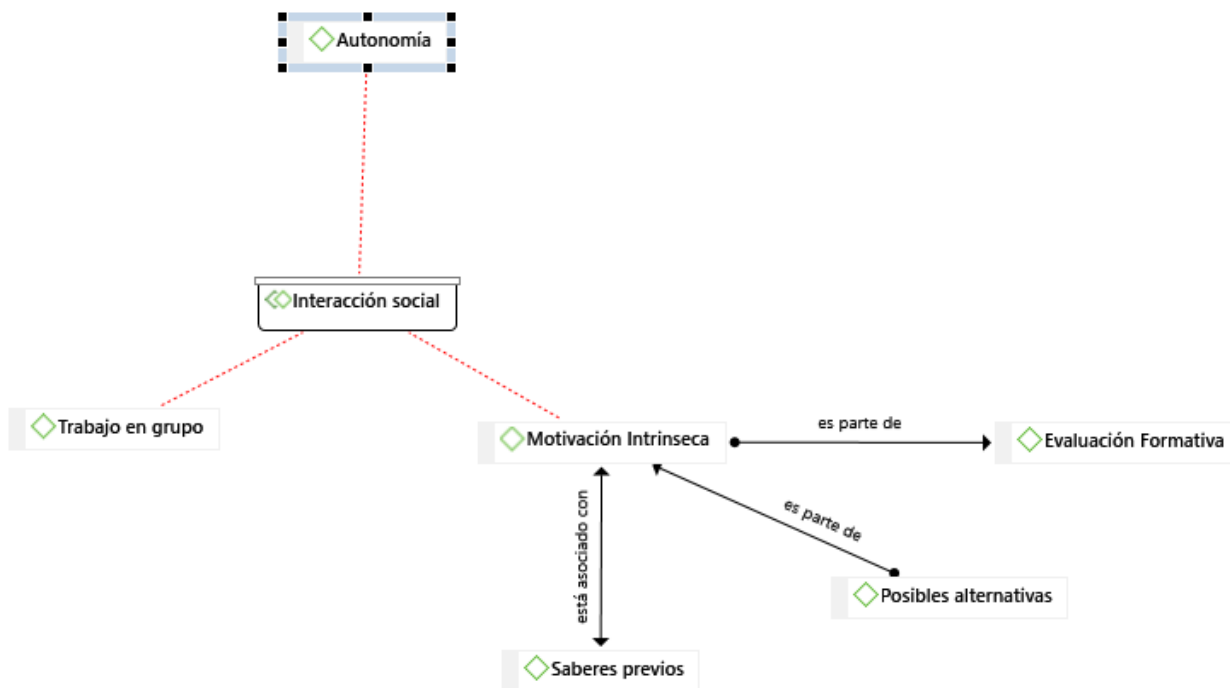 Autonomía
Interacción social
Trabajo en grupo
Motivación Intrinseca
es parte de
Evaluación Formativa
está asociado con
es parte de
Posibles alternativas
Saberes previos